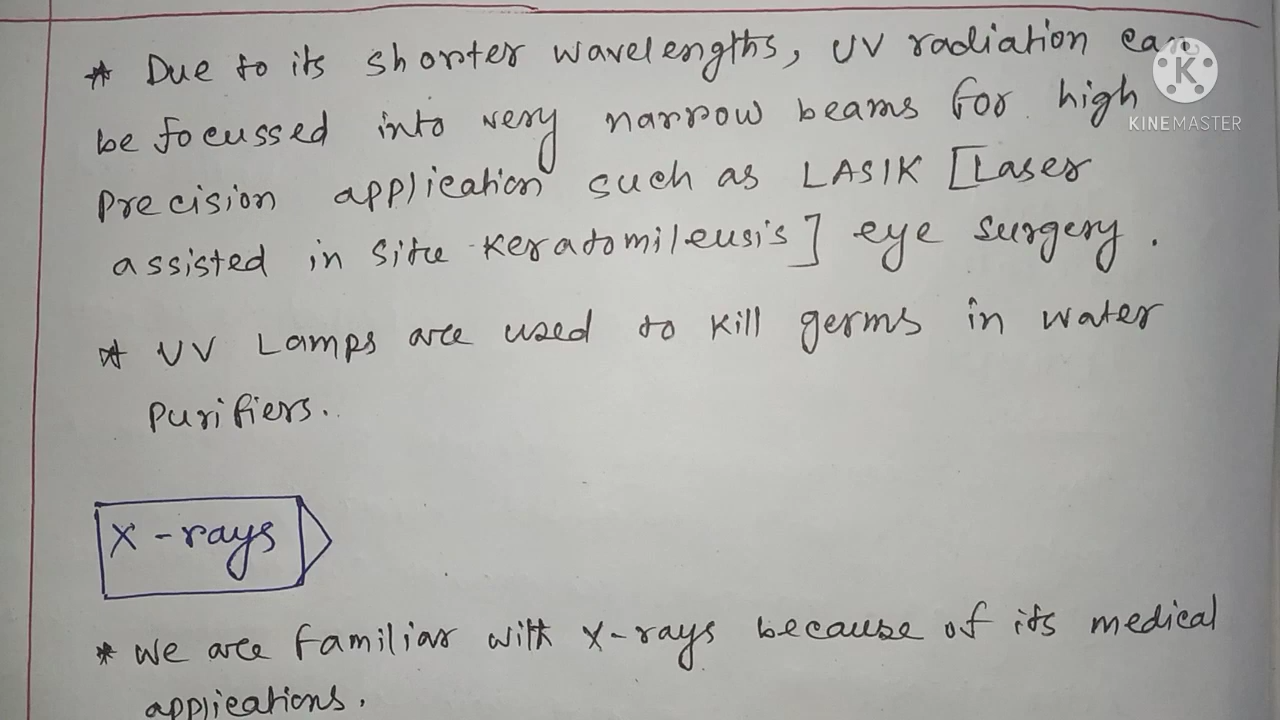 * Due to its shorter wavelengths, UV radiation can
be focussed into very narrow beams for high
precision application such as LASIK [Laser
assisted in situ keratomileusis] eye surgery.
* UV Lamps are used to kill germs in water
purifiers.
X-rays
* We are familiar with X-rays because of its medical
applications.
K
KINEMASTER